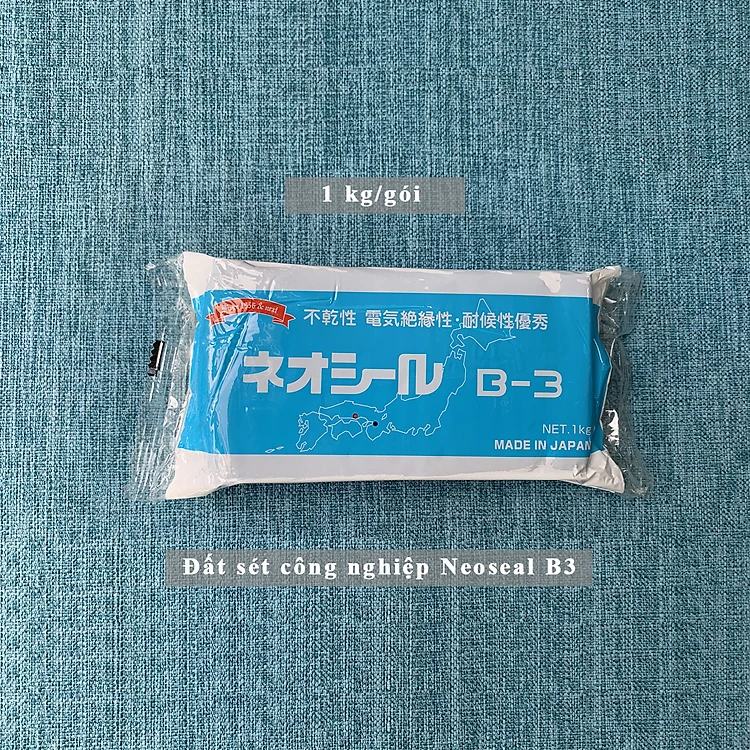 1 kg/gói
不乾性 電気絶縁性・耐候性優秀
ネオシール B-3
NET.1kg
MADE IN JAPAN
Đất sét công nghiệp Neoseal B3